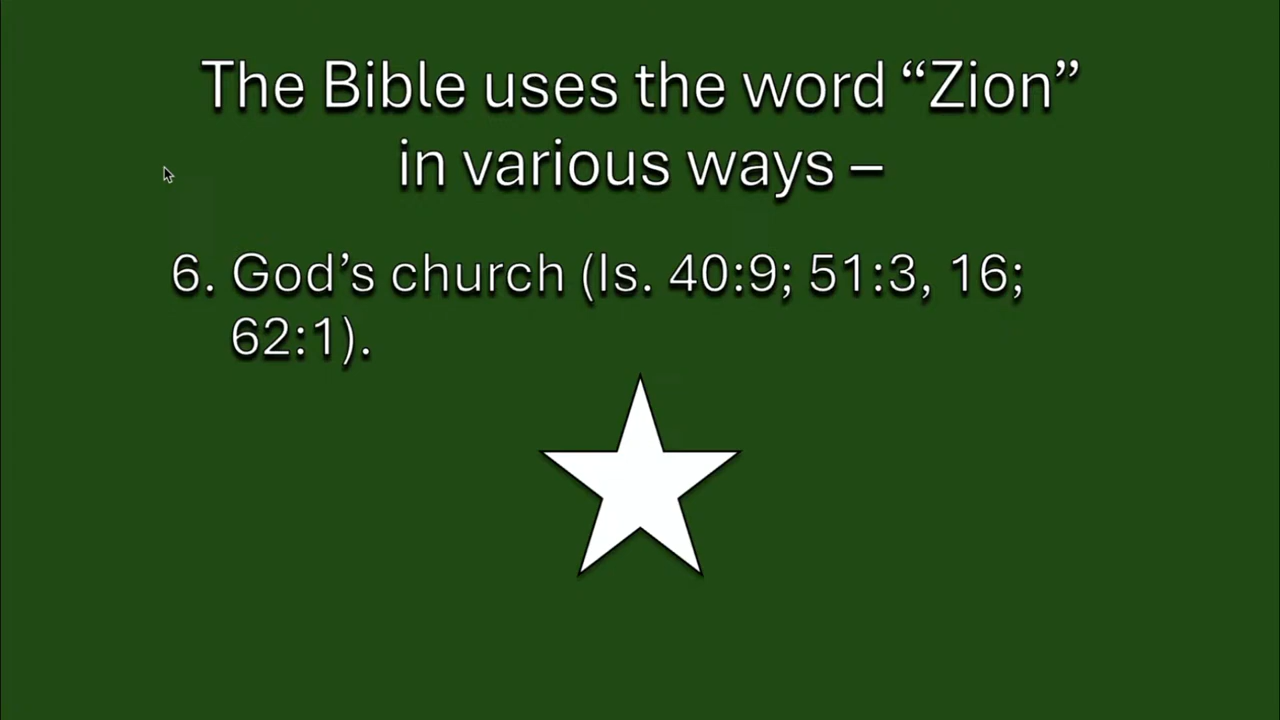 The Bible uses the word “Zion”
in various ways –
6. God’s church (Is. 40:9; 51:3, 16;
62:1).